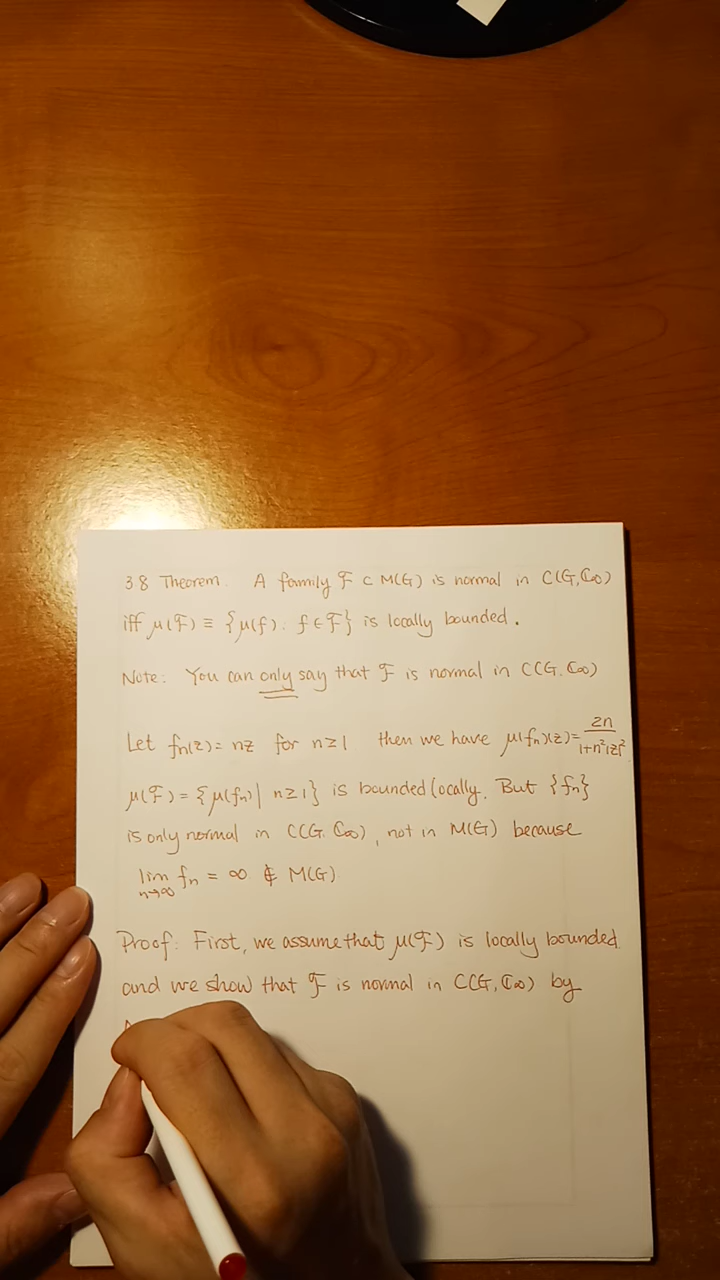 3.8 Theorem. A family ℱ ⊂ M(G) is normal in C(G,ℂ∞)
iff μ(ℱ) ≡ {μ(f): f∈ℱ} is locally bounded.
Note: You can only say that ℱ is normal in C(G,ℂ∞)
Let fn(z) = nz for n≥1 then we have μ(fn)(z) = 2n/1+n²|z|²
μ(ℱ) = {μ(fn)| n≥1} is bounded locally. But {fn}
is only normal in C(G,ℂ∞), not in M(G) because
lim n→∞ fn = ∞ ∉ M(G).
Proof: First, we assume that μ(ℱ) is locally bounded
and we show that ℱ is normal in C(G,ℂ∞) by